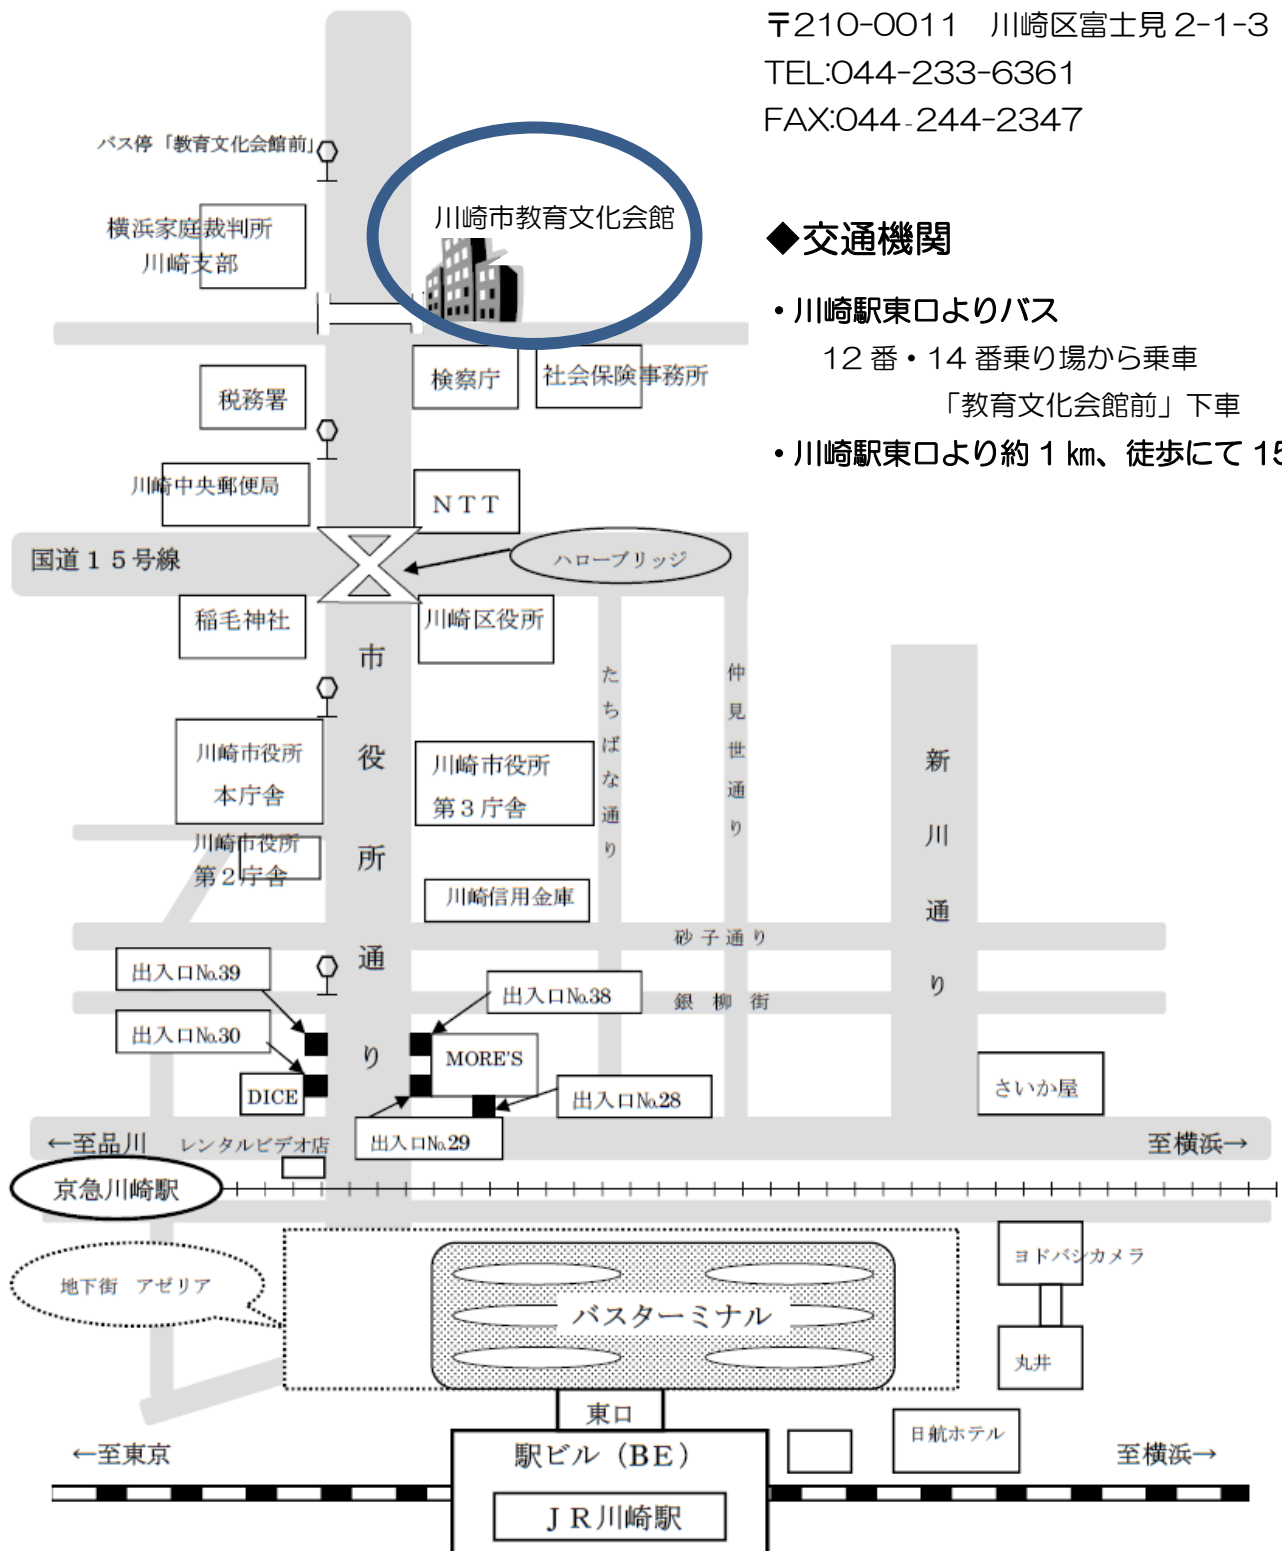 〒210-0011　川崎区富士見 2-1-3
TEL:044-233-6361
FAX:044-244-2347
◆交通機関
・川崎駅東口よりバス
12 番・14 番乗り場から乗車
「教育文化会館前」下車
・川崎駅東口より約 1 ㎞、徒歩にて 15
バス停「教育文化会館前」
川崎市教育文化会館
横浜家庭裁判所
川崎支部
税務署
検察庁
社会保険事務所
川崎中央郵便局
ＮＴＴ
国道１５号線
ハローブリッジ
稲毛神社
川崎区役所
市役所通り
たちばな通り
仲見世通り
新川通り
川崎市役所
本庁舎
川崎市役所
第３庁舎
川崎市役所
第２庁舎
川崎信用金庫
砂子通り
出入口№39
出入口№38
銀柳街
出入口№30
MORE'S
DICE
出入口№28
さいか屋
出入口№29
←至品川
レンタルビデオ店
至横浜→
京急川崎駅
地下街　アゼリア
バスターミナル
ヨドバシカメラ
丸井
東口
日航ホテル
←至東京
駅ビル（BE）
至横浜→
ＪＲ川崎駅